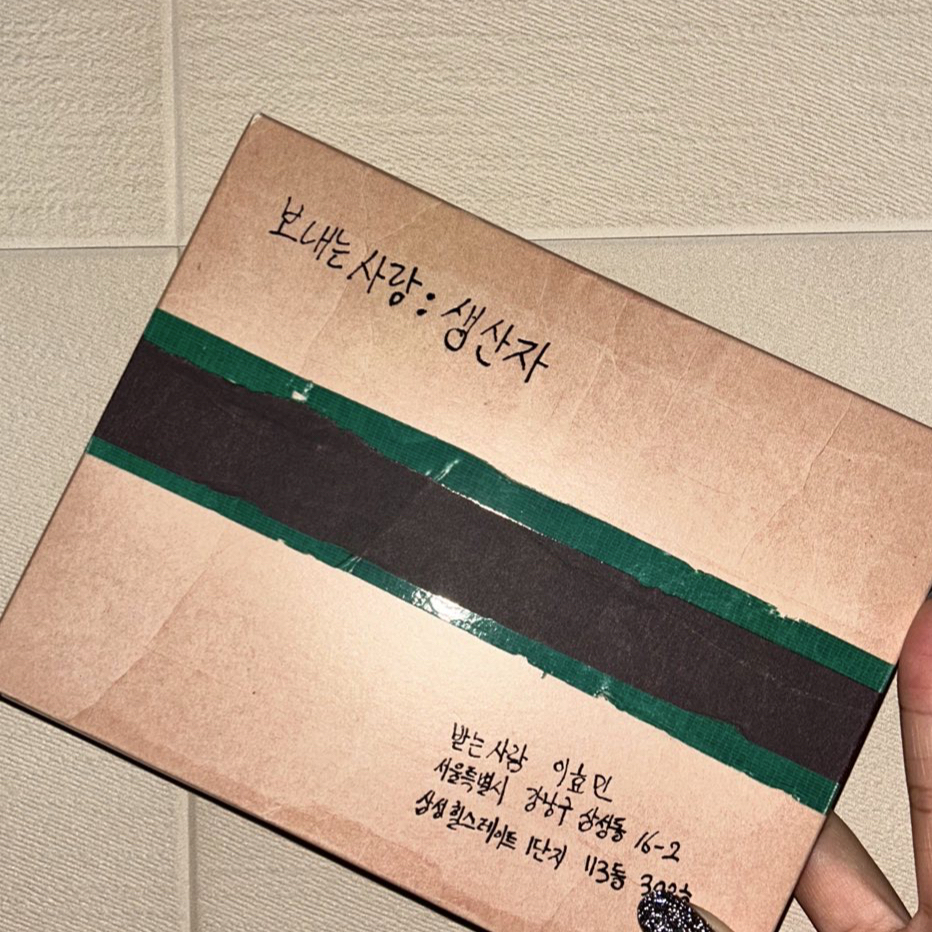 보내는 사랑: 생산자
받는 사람 이효민
서울특별시 강남구 삼성동 16-2
삼성힐스테이트 1단지 113동